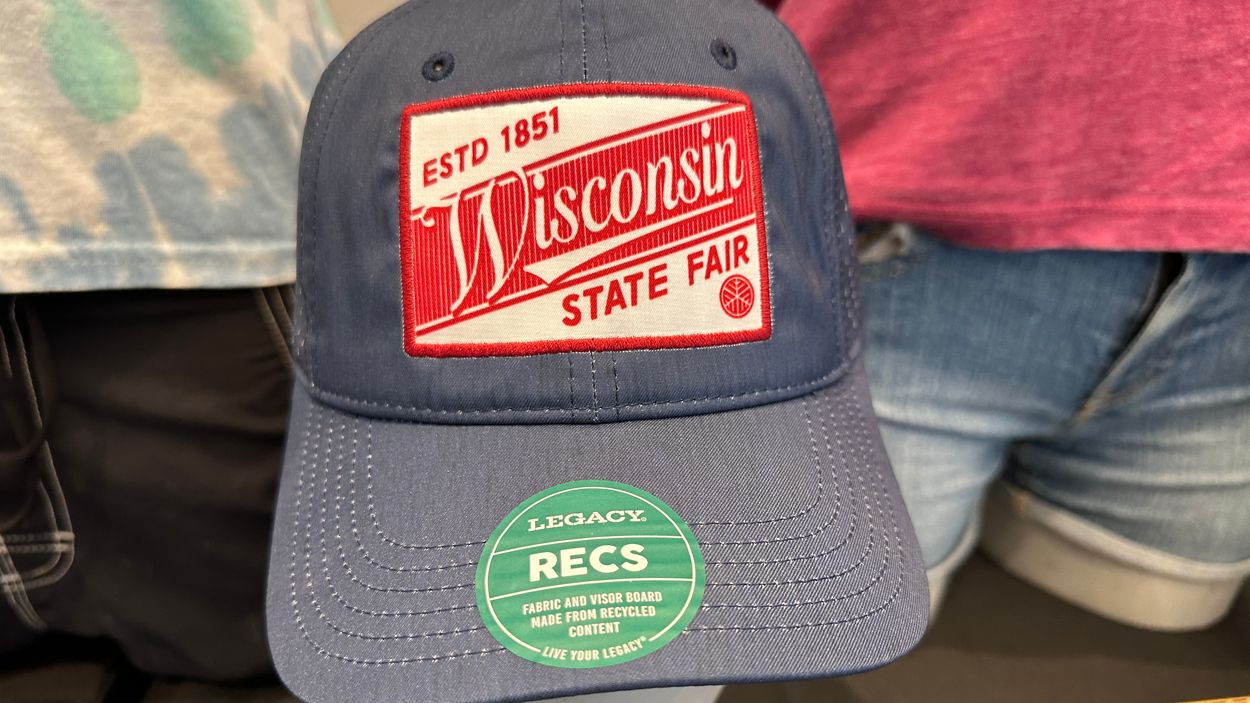 ESTD 1851
Wisconsin
STATE FAIR
LEGACY®
RECS
FABRIC AND VISOR BOARD
MADE FROM RECYCLED
CONTENT
LIVE YOUR LEGACY®